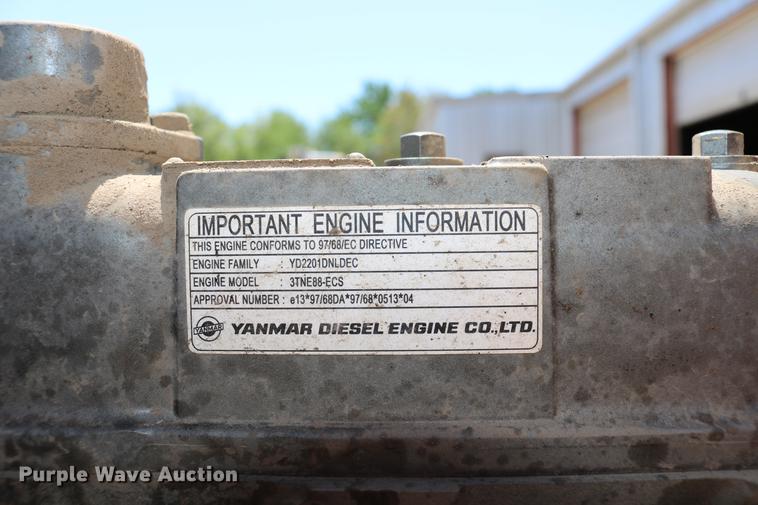 IMPORTANT ENGINE INFORMATION
THIS ENGINE CONFORMS TO 97/68/EC DIRECTIVE
ENGINE FAMILY : YD2201DNLDEC
ENGINE MODEL : 3TNE88-ECS
APPROVAL NUMBER : e13*97/68DA*97/68*0513*04
YANMAR YANMAR DIESEL ENGINE CO.,LTD.
Purple Wave Auction